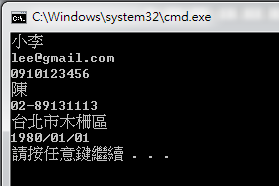 C:\Windows\system32\cmd.exe
小李
lee@gmail.com
0910123456
陳
02-89131113
台北市木柵區
1980/01/01
請按任意鍵繼續 . . .